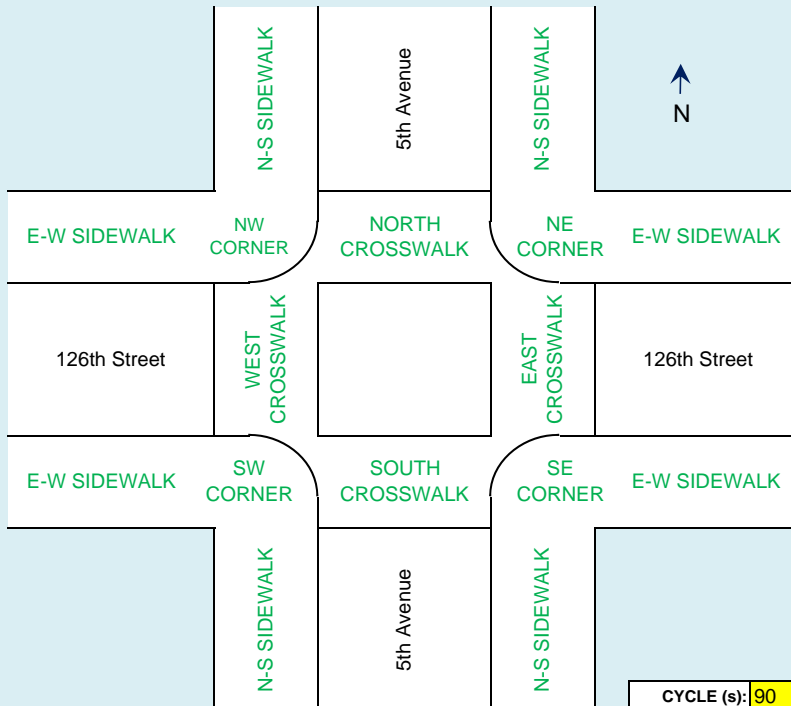 N-S SIDEWALK
5th Avenue
N-S SIDEWALK
N
E-W SIDEWALK
NW
CORNER
NORTH
CROSSWALK
NE
CORNER
E-W SIDEWALK
126th Street
WEST
CROSSWALK
EAST
CROSSWALK
126th Street
E-W SIDEWALK
SW
CORNER
SOUTH
CROSSWALK
SE
CORNER
E-W SIDEWALK
N-S SIDEWALK
5th Avenue
N-S SIDEWALK
CYCLE (s): 90